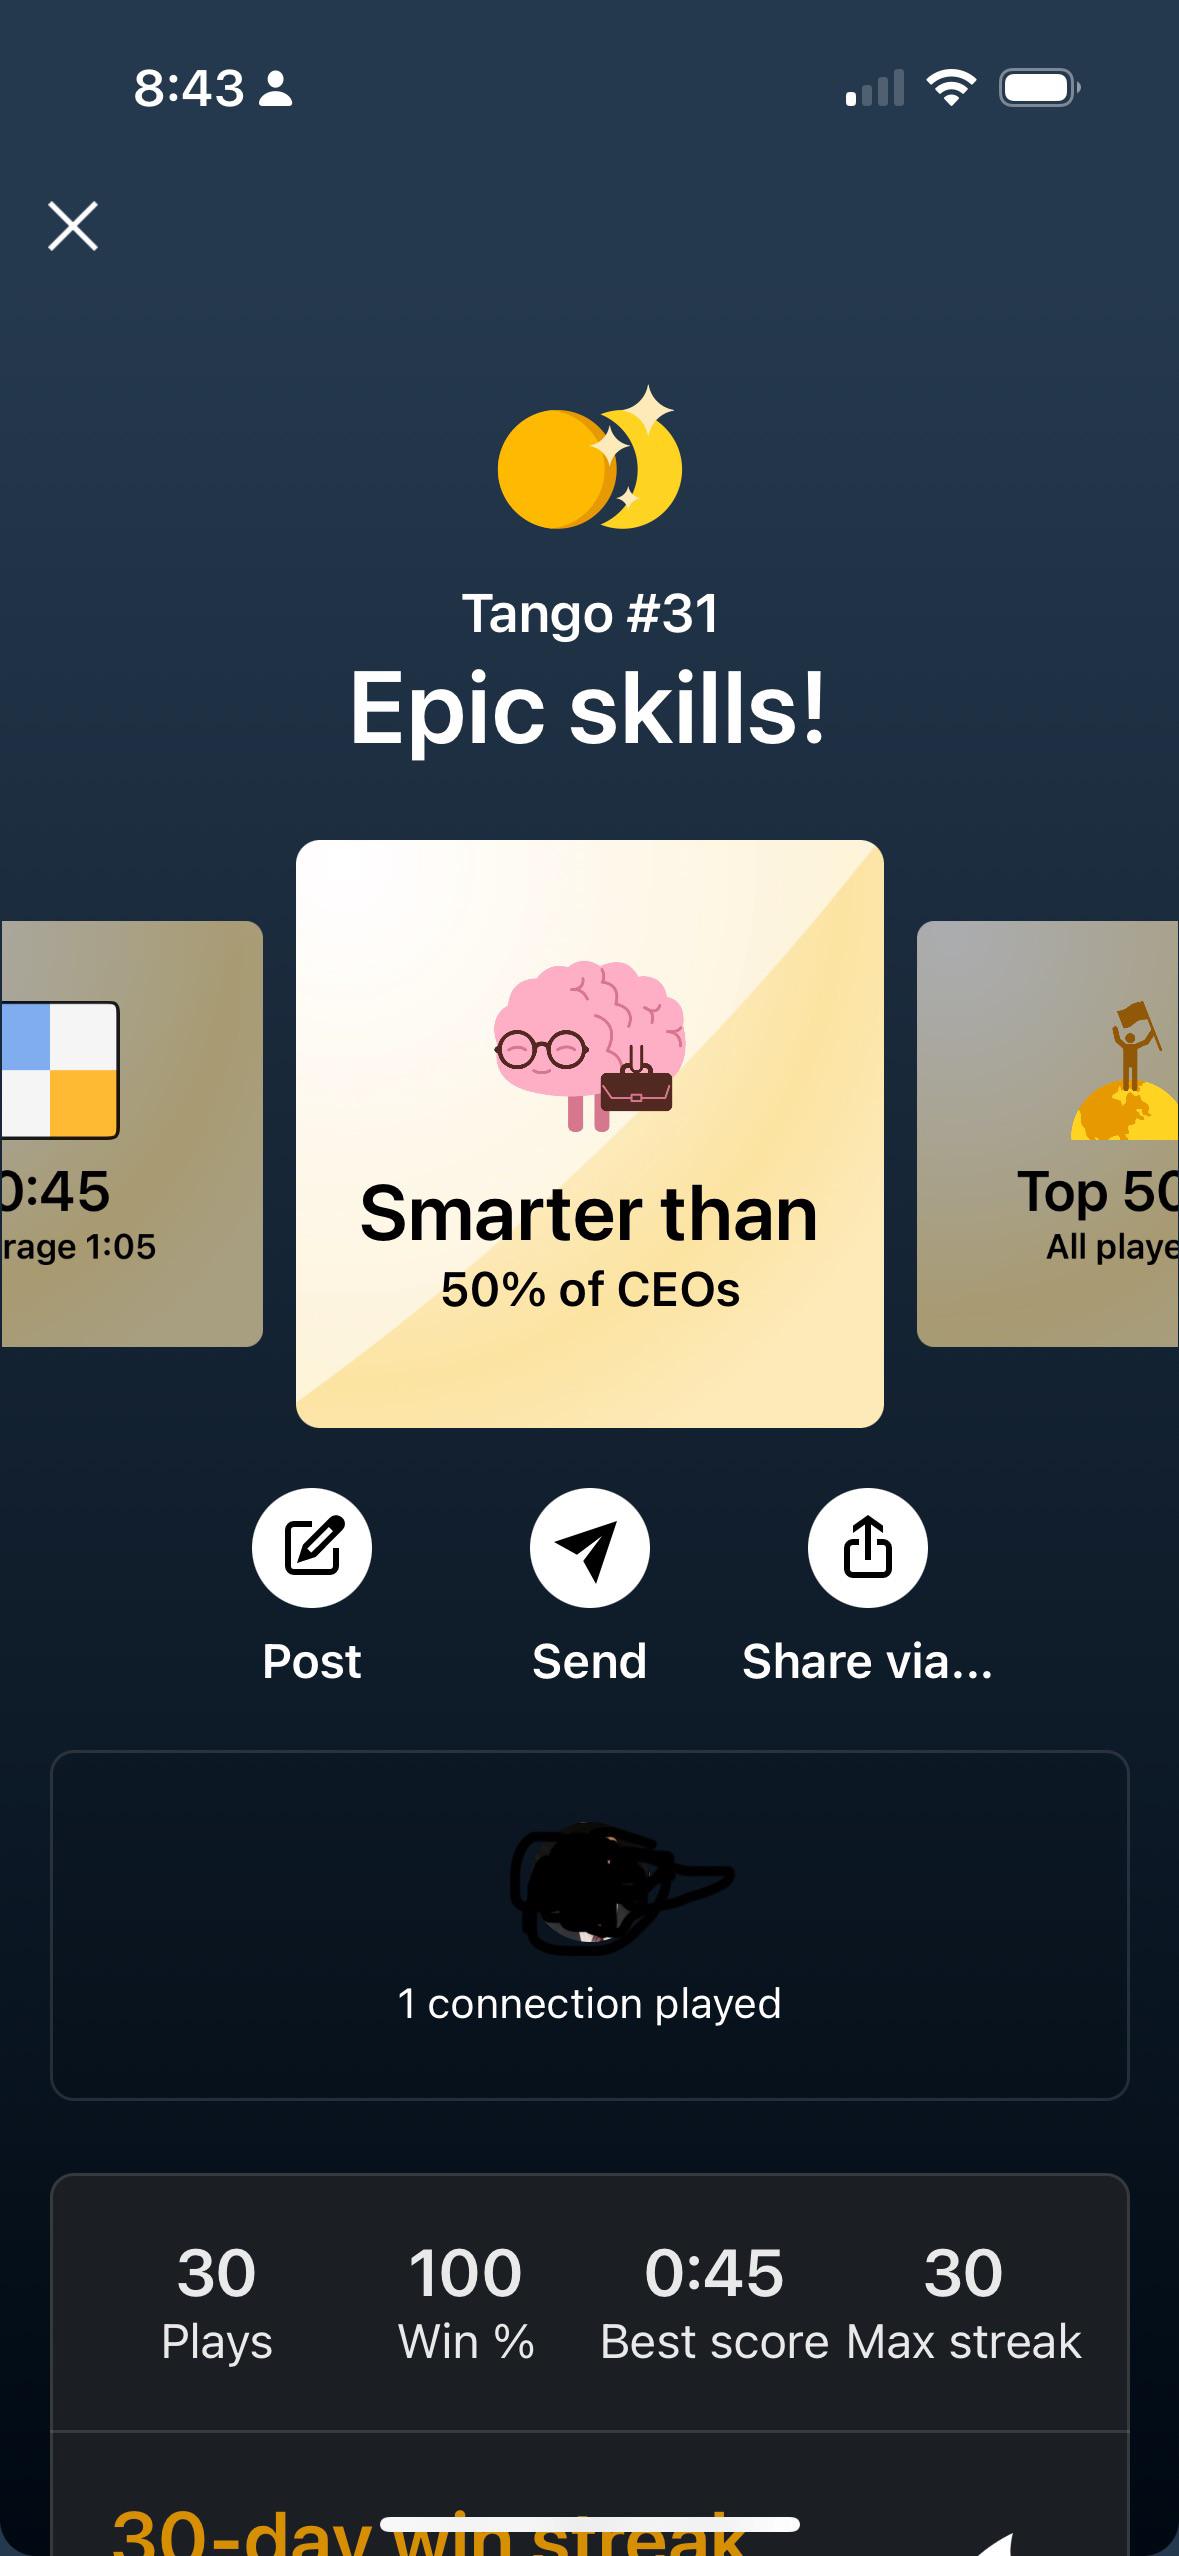 8:43
Tango #31
Epic skills!
0:45
rage 1:05
Smarter than
50% of CEOs
Top 50
All playe
Post
Send
Share via...
1 connection played
30
Plays
100
Win %
0:45
Best score
30
Max streak
30-day win streak